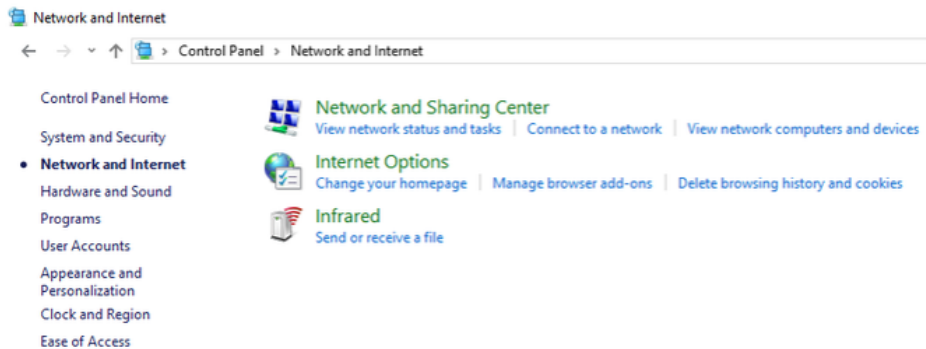 Network and Internet
Control Panel > Network and Internet
Control Panel Home
System and Security
Network and Internet
Hardware and Sound
Programs
User Accounts
Appearance and
Personalization
Clock and Region
Ease of Access
Network and Sharing Center
View network status and tasks | Connect to a network | View network computers and devices
Internet Options
Change your homepage | Manage browser add-ons | Delete browsing history and cookies
Infrared
Send or receive a file